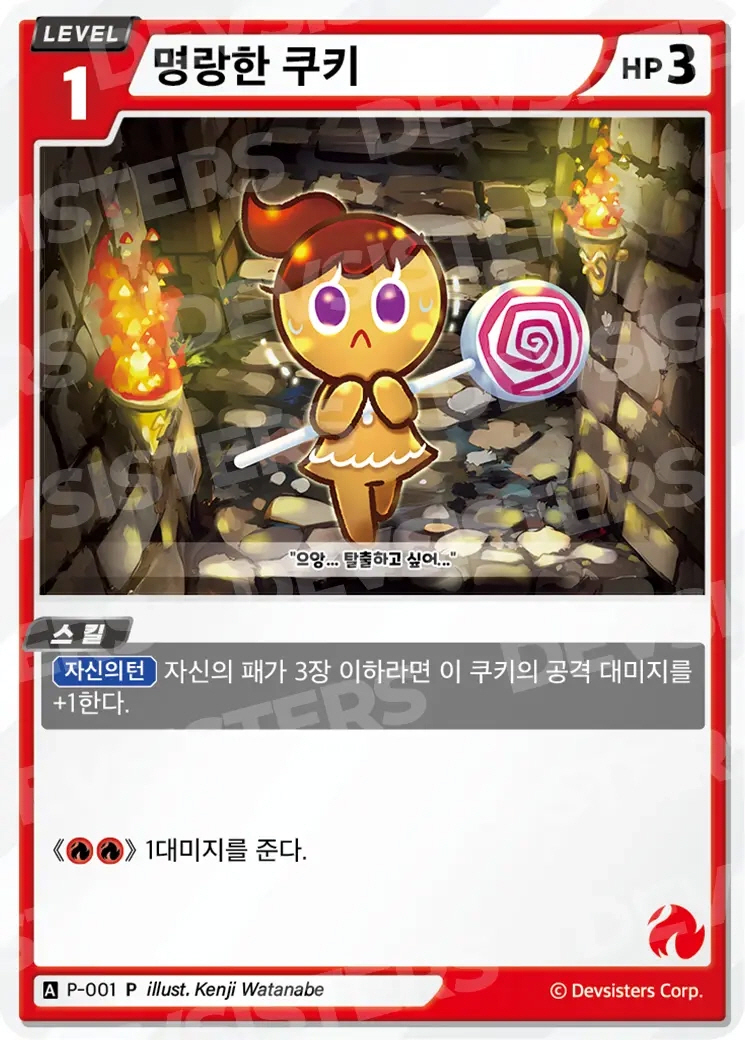 LEVEL
1
명랑한 쿠키
HP 3
"으앙... 탈출하고 싶어..."
스킬
자신의턴 자신의 패가 3장 이하라면 이 쿠키의 공격 대미지를
+1한다.
《》 1대미지를 준다.
A P-001 P illust. Kenji Watanabe
© Devsisters Corp.
DEVSISTERS